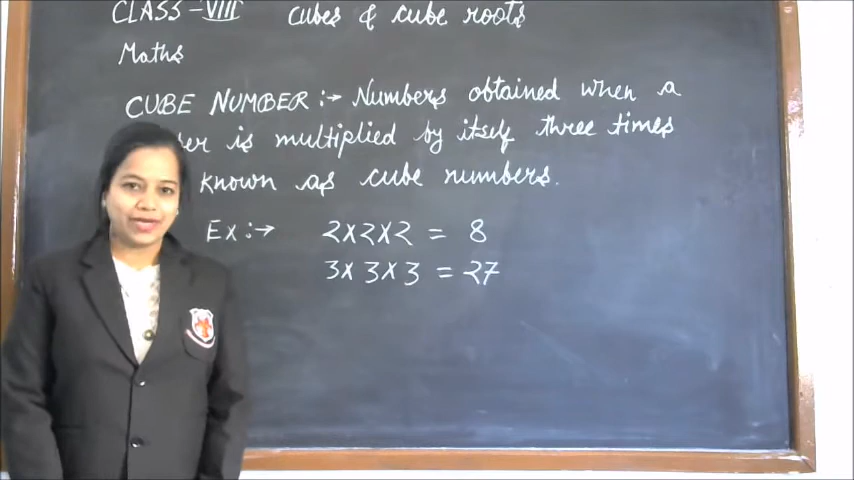 CLASS - VIII cubes & cube roots
Maths
CUBE NUMBER :→ Numbers obtained when a
is multiplied by itself three times
known as cube numbers.
Ex :→ 2×2×2 = 8
3×3×3 = 27